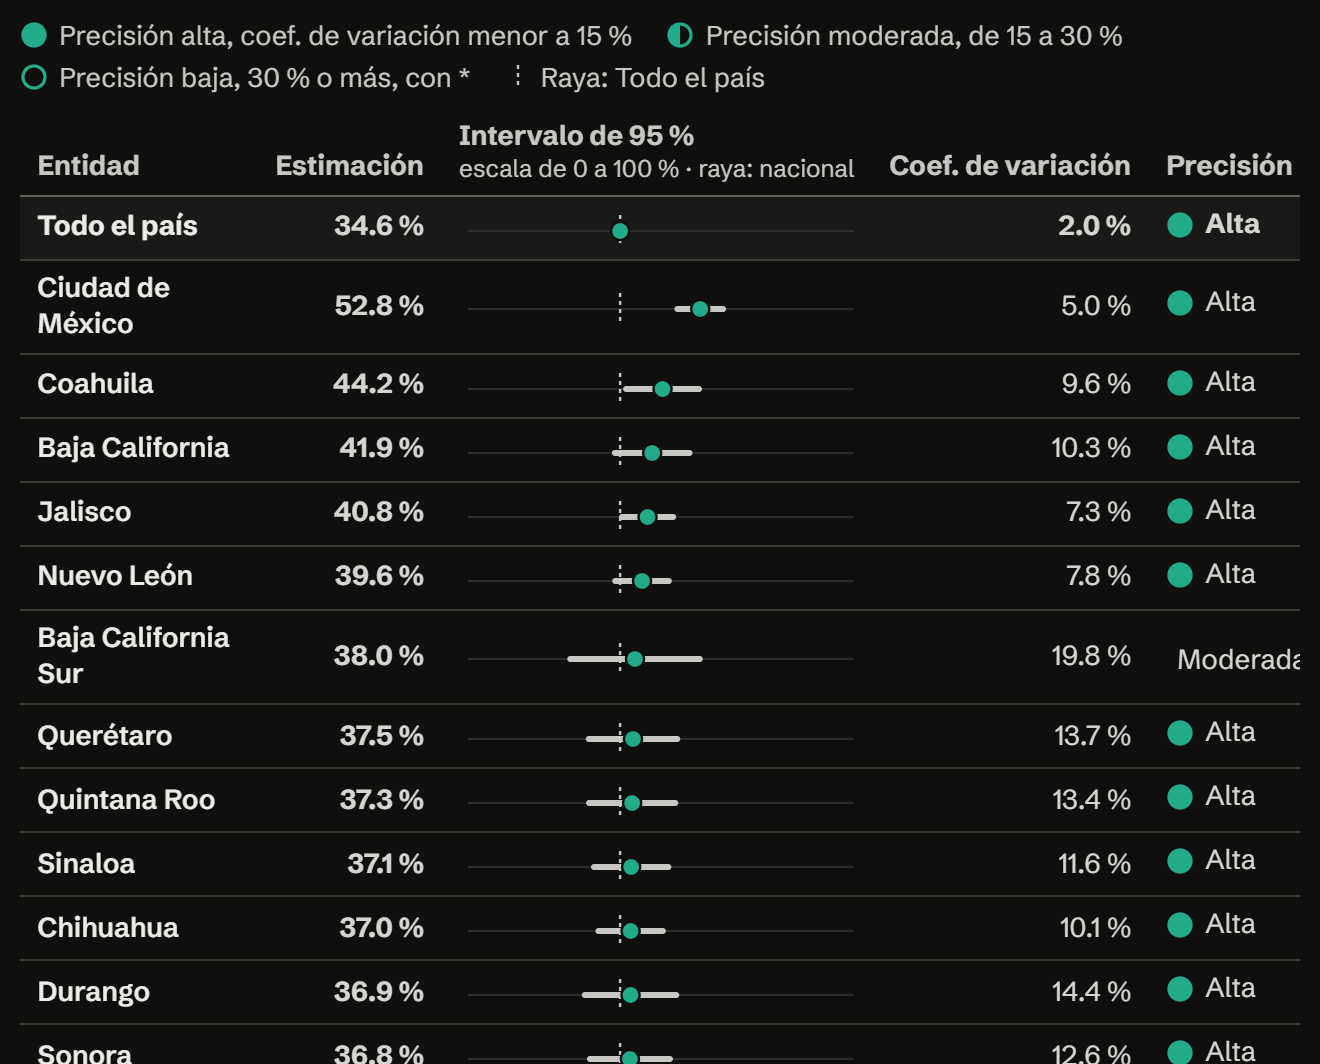 Precisión alta, coef. de variación menor a 15 % Precisión moderada, de 15 a 30 %
Precisión baja, 30 % o más, con * Raya: Todo el país
Intervalo de 95 %
Entidad Estimación escala de 0 a 100 % · raya: nacional Coef. de variación Precisión
Todo el país 34.6 % 2.0 % Alta
Ciudad de
México 52.8 % 5.0 % Alta
Coahuila 44.2 % 9.6 % Alta
Baja California 41.9 % 10.3 % Alta
Jalisco 40.8 % 7.3 % Alta
Nuevo León 39.6 % 7.8 % Alta
Baja California
Sur 38.0 % 19.8 % Moderada
Querétaro 37.5 % 13.7 % Alta
Quintana Roo 37.3 % 13.4 % Alta
Sinaloa 37.1 % 11.6 % Alta
Chihuahua 37.0 % 10.1 % Alta
Durango 36.9 % 14.4 % Alta
Sonora 36.8 % 12.6 % Alta